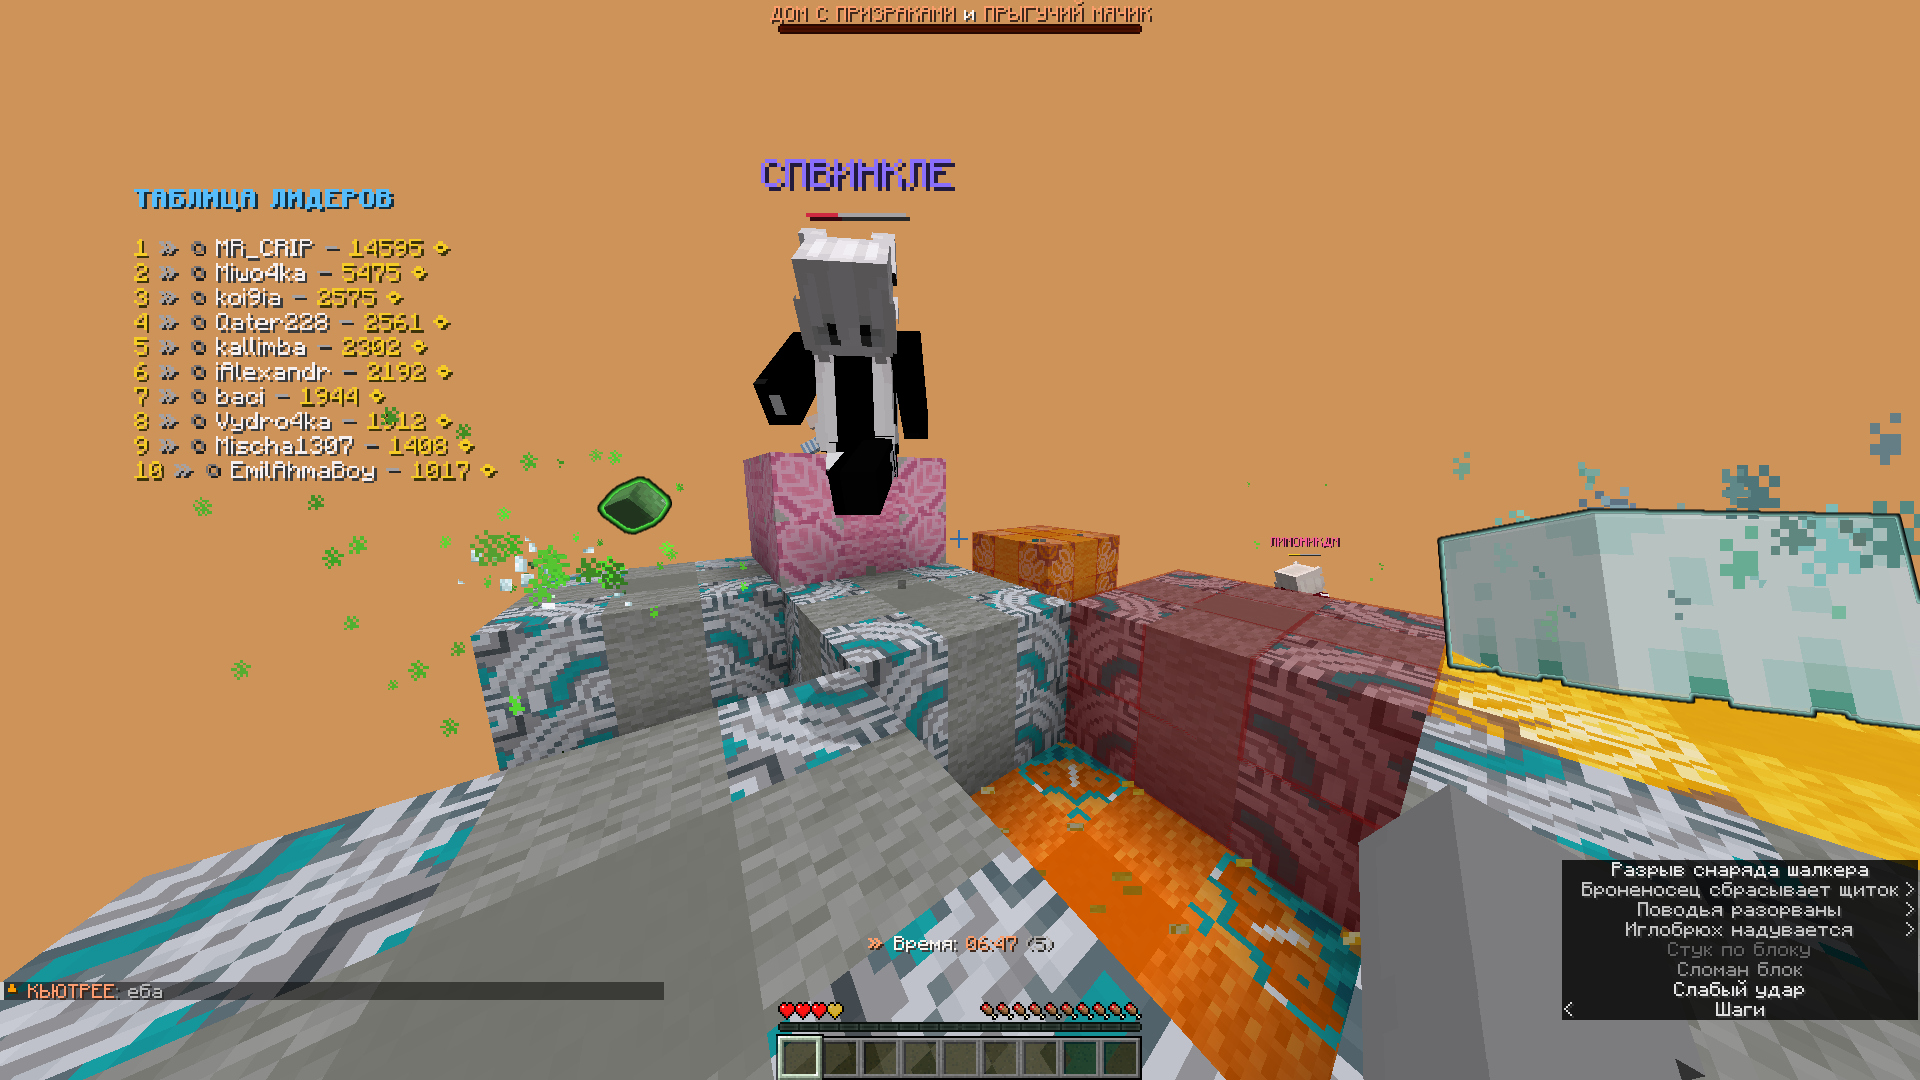 ДОМ С ПРИЗРАКАМИ и ПРЫГУЧИЙ МЯЧИК
СПВИНКЛЕ
ТАБЛИЦА ЛИДЕРОВ
1 » MR_CRIP – 14595
2 » Miwo4ka – 5475
3 » koi9ia – 2575
4 » Qater228 – 2561
5 » kallimba – 2302
6 » iAlexandr – 2192
7 » baci – 1944
8 » Vydro4ka –
9 » Mischa1307 – 1408
10 » EmilAhmaBoy – 1017
ЛИМОНИКДМ
Разрыв снаряда шалкера
Броненосец сбрасывает щиток >
Поводья разорваны >
Иглобрюх надувается >
Стук по блоку
Сломан блок
Слабый удар
< Шаги
» Время: 06:47 (5)
КЬЮТРЕЕ: еба